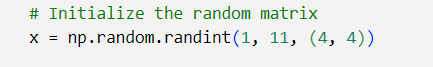 # Initialize the random matrix
x = np.random.randint(1, 11, (4, 4))